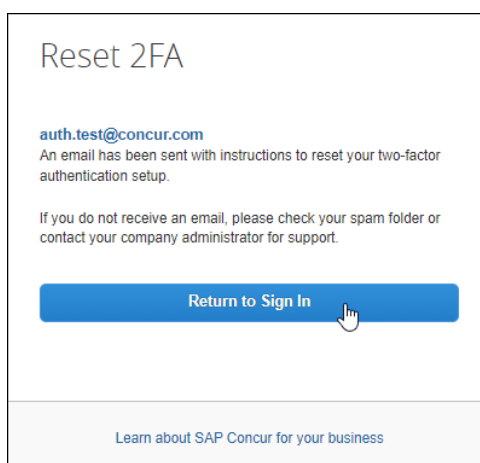 Reset 2FA
auth.test@concur.com
An email has been sent with instructions to reset your two-factor
authentication setup.
If you do not receive an email, please check your spam folder or
contact your company administrator for support.
Return to Sign In
Learn about SAP Concur for your business